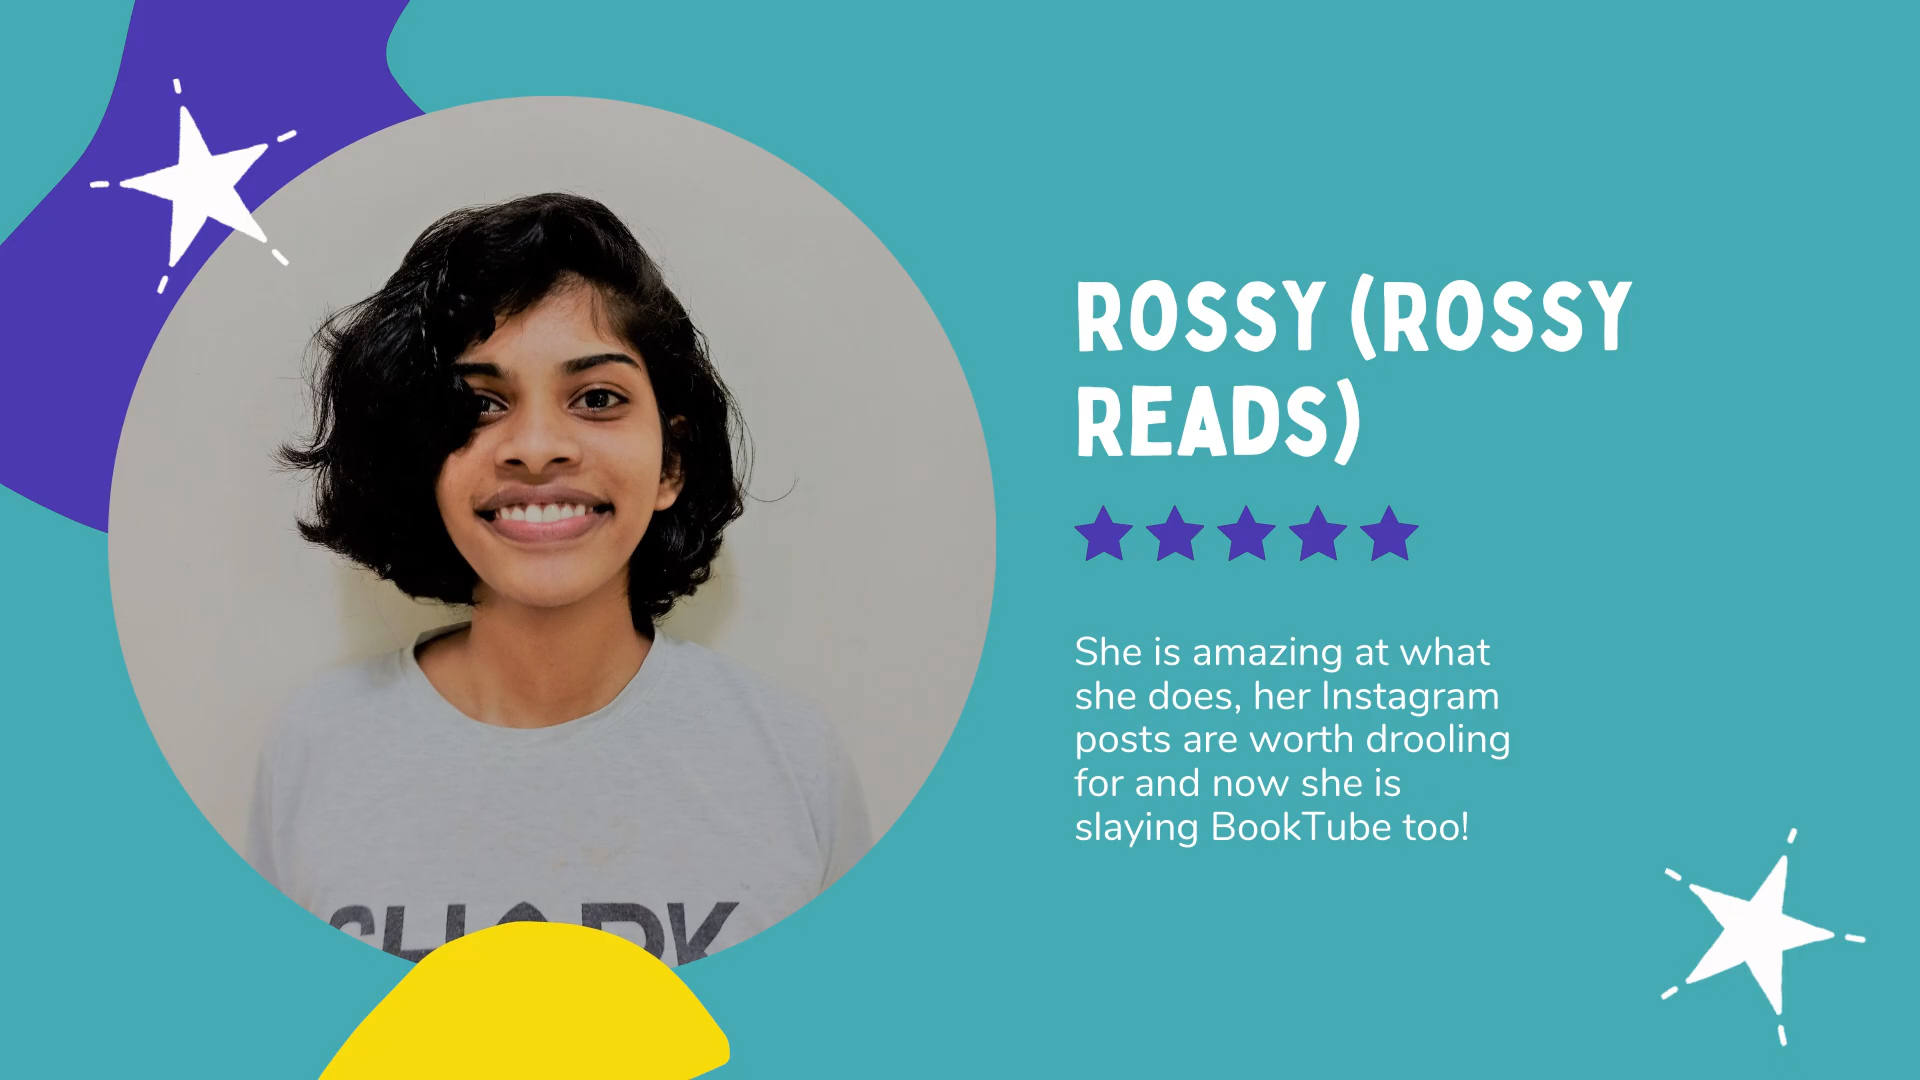 ROSSY (ROSSY
READS)
She is amazing at what
she does, her Instagram
posts are worth drooling
for and now she is
slaying BookTube too!
SHARK